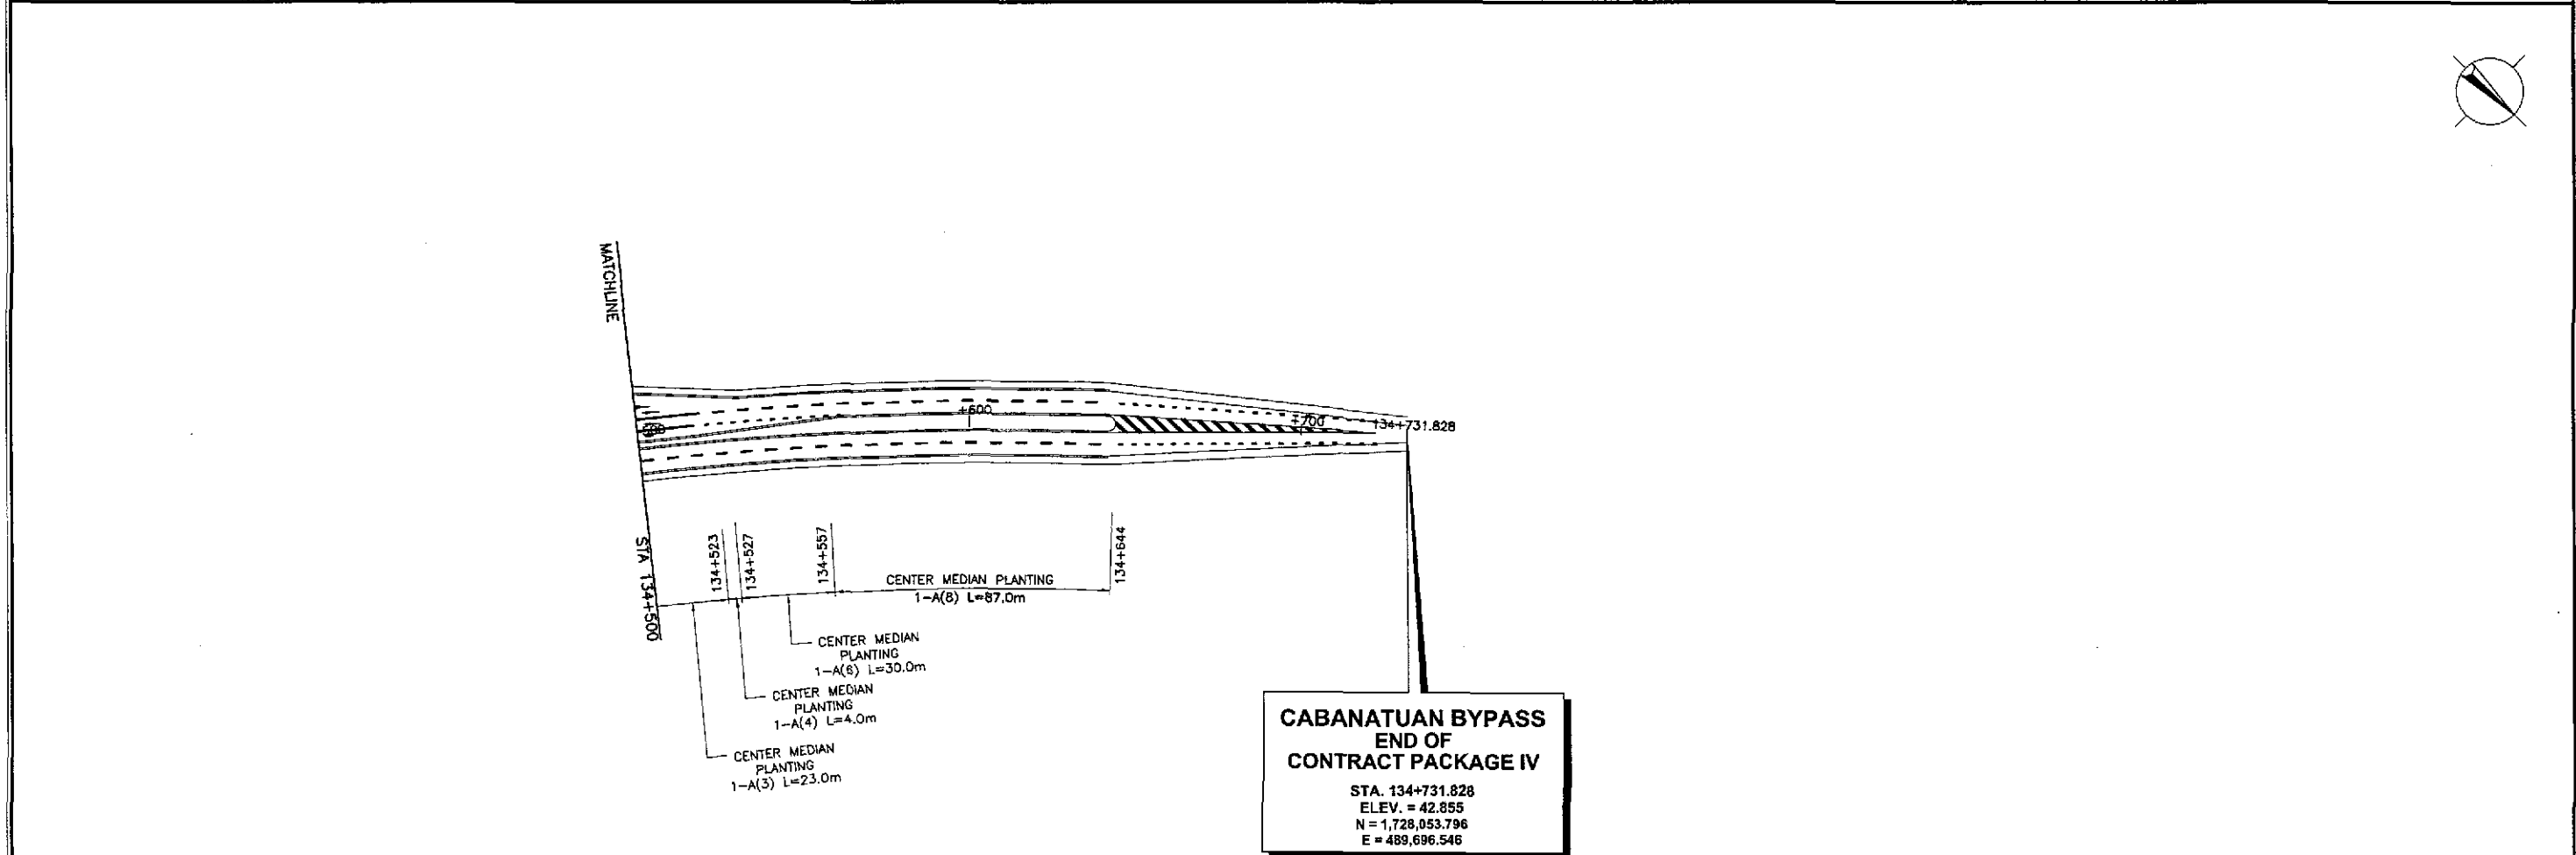 MATCHLINE
+600
+700
134+731.828
134+523
134+527
134+557
134+644
STA 134+500
CENTER MEDIAN PLANTING
1-A(8) L=87.0m
CENTER MEDIAN
PLANTING
1-A(6) L=30.0m
CENTER MEDIAN
PLANTING
1-A(4) L=4.0m
CENTER MEDIAN
PLANTING
1-A(3) L=23.0m
CABANATUAN BYPASS
END OF
CONTRACT PACKAGE IV
STA. 134+731.828
ELEV. = 42.855
N = 1,728,053.796
E = 489,696.546